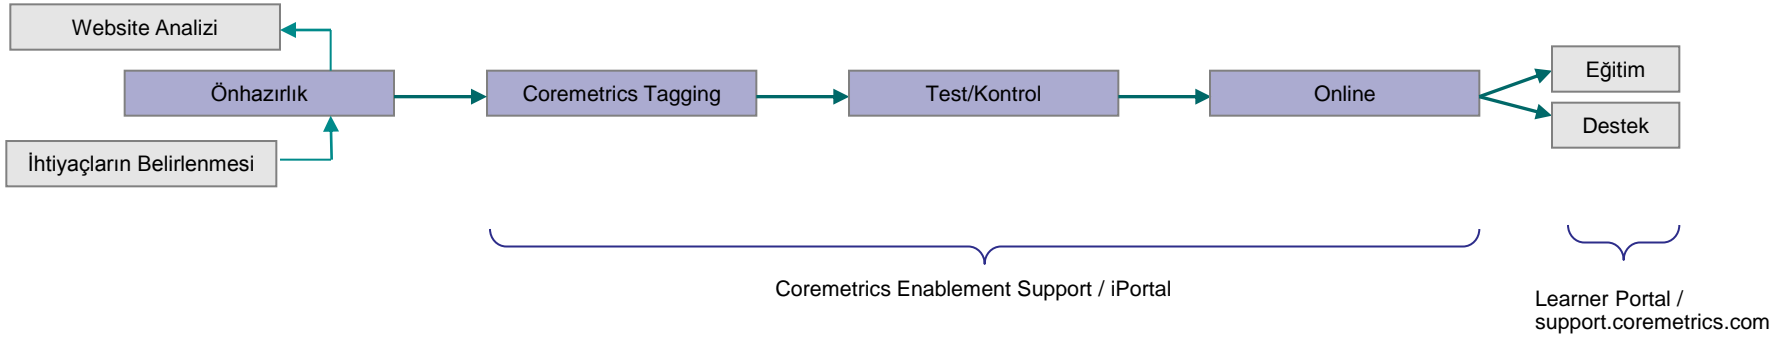 Website Analizi
Önhazırlık
Coremetrics Tagging
Test/Kontrol
Online
Eğitim
Destek
İhtiyaçların Belirlenmesi
Coremetrics Enablement Support / iPortal
Learner Portal /
support.coremetrics.com